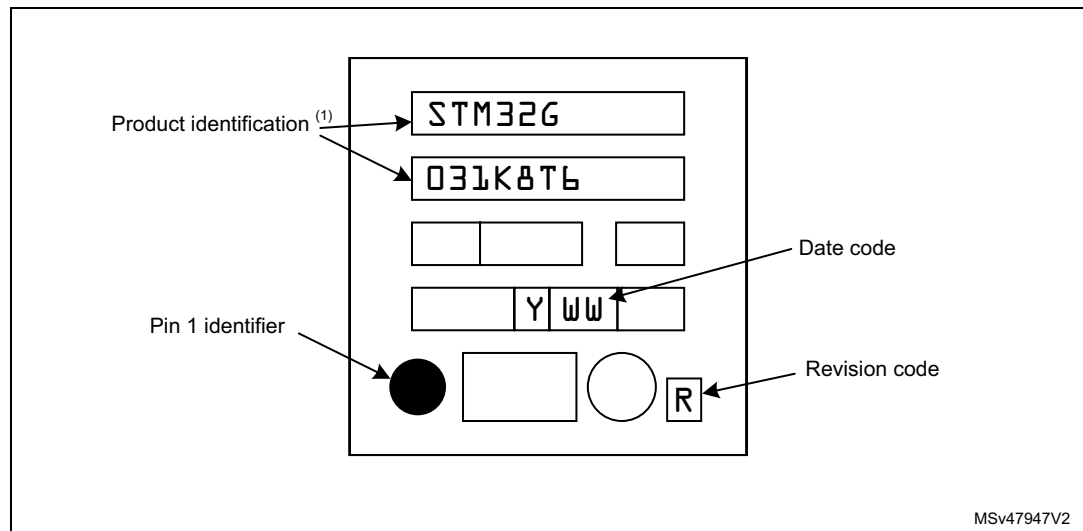 STM32G
Product identification (1)
031K8T6
Date code
Y WW
Pin 1 identifier
Revision code
R
MSv47947V2